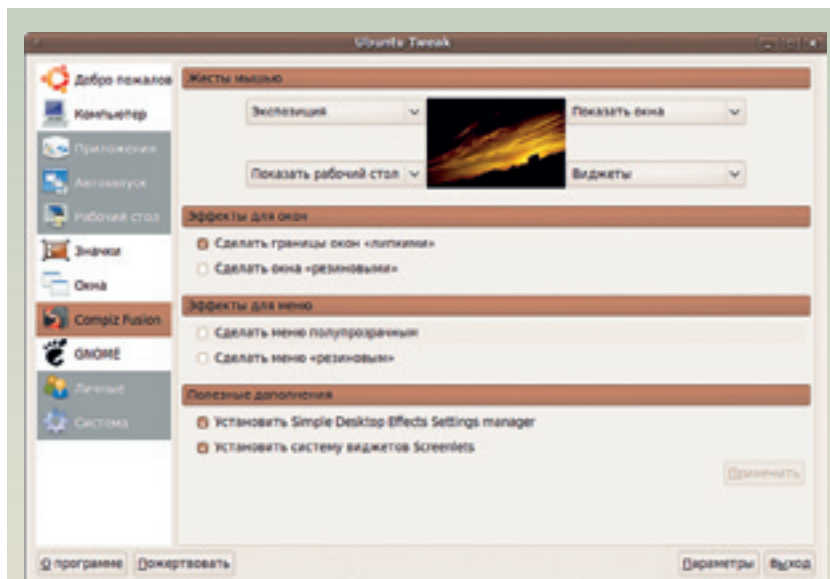 Ubuntu Tweak
Добро пожалов
Компьютер
Приложения
Автозапуск
Рабочий стол
Значки
Окна
Compiz Fusion
GNOME
Личные
Система
Жесты мышью
Экспозиция
Показать окна
Показать рабочий стол
Виджеты
Эффекты для окон
Сделать границы окон «липкими»
Сделать окна «резиновыми»
Эффекты для меню
Сделать меню полупрозрачным
Сделать меню «резиновым»
Полезные дополнения
Установить Simple Desktop Effects Settings manager
Установить систему виджетов Screenlets
Применить
О программе
Пожертвовать
Параметры
Выход